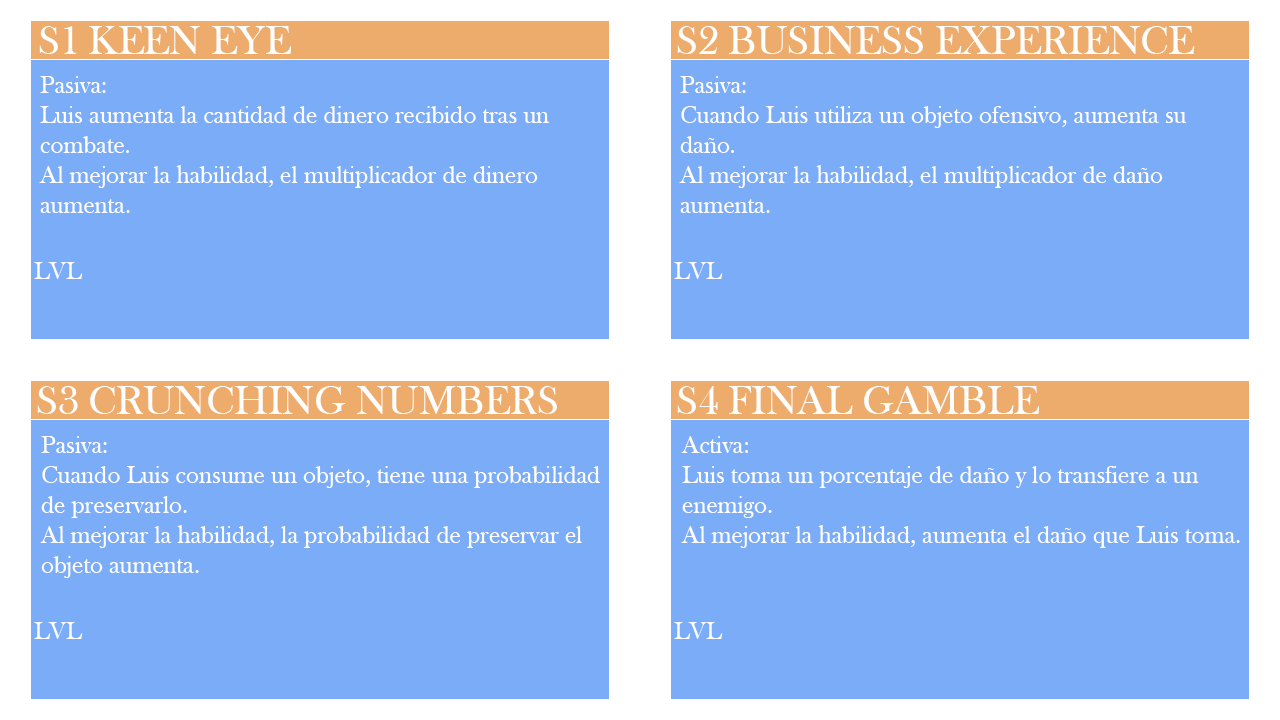 S1 KEEN EYE
Pasiva:
Luis aumenta la cantidad de dinero recibido tras un
combate.
Al mejorar la habilidad, el multiplicador de dinero
aumenta.
LVL
S2 BUSINESS EXPERIENCE
Pasiva:
Cuando Luis utiliza un objeto ofensivo, aumenta su
daño.
Al mejorar la habilidad, el multiplicador de daño
aumenta.
LVL
S3 CRUNCHING NUMBERS
Pasiva:
Cuando Luis consume un objeto, tiene una probabilidad
de preservarlo.
Al mejorar la habilidad, la probabilidad de preservar el
objeto aumenta.
LVL
S4 FINAL GAMBLE
Activa:
Luis toma un porcentaje de daño y lo transfiere a un
enemigo.
Al mejorar la habilidad, aumenta el daño que Luis toma.
LVL